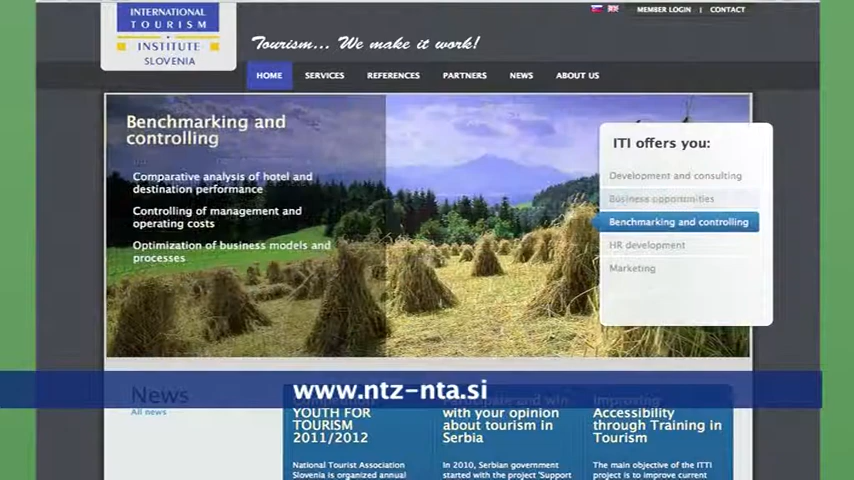 INTERNATIONAL
TOURISM
INSTITUTE
SLOVENIA
MEMBER LOGIN | CONTACT
Tourism... We make it work!
HOME SERVICES REFERENCES PARTNERS NEWS ABOUT US
Benchmarking and
controlling
Comparative analysis of hotel and
destination performance
Controlling of management and
operating costs
Optimization of business models and
processes
ITI offers you:
Development and consulting
Business opportunities
Benchmarking and controlling
HR development
Marketing
www.ntz-nta.si
News
All news
YOUTH FOR
TOURISM
2011/2012
National Tourist Association
Slovenia is organized annual
Participate and win
with your opinion
about tourism in
Serbia
In 2010, Serbian government
started with the project 'Support
Improving
Accessibility
through Training in
Tourism
The main objective of the ITTI
project is to improve current